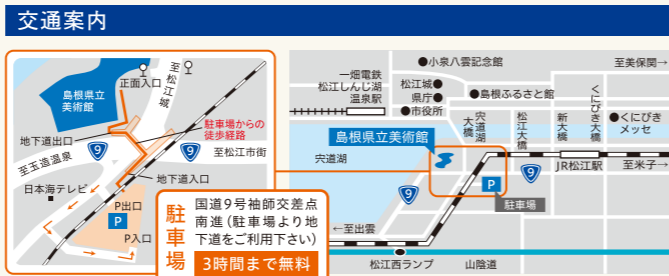 交通案内
至松江城
正面入口
島根県立
美術館
駐車場からの
徒歩経路
地下道出口
9
9
至松江市街
至玉造温泉
地下道入口
日本海テレビ
P出口
P
P入口
駐車場
国道9号袖師交差点
南進(駐車場より地
下道をご利用下さい)
3時間まで無料
●小泉八雲記念館
至美保関→
一畑電鉄
松江しんじ湖
温泉駅
松江城●
県庁●
●市役所
●島根ふるさと館
宍道湖
大橋
松江大橋
新大橋
くにびき大橋
●くにびき
メッセ
島根県立美術館
宍道湖
9
9
JR松江駅
至米子→
P
駐車場
←至出雲
松江西ランプ
山陰道